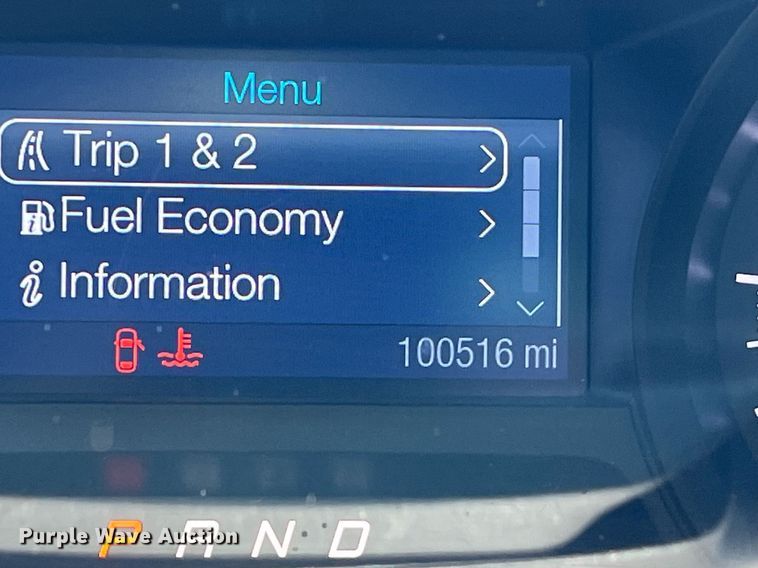 Menu
Trip 1 & 2
Fuel Economy
Information
100516 mi
P R N D
Purple Wave Auction